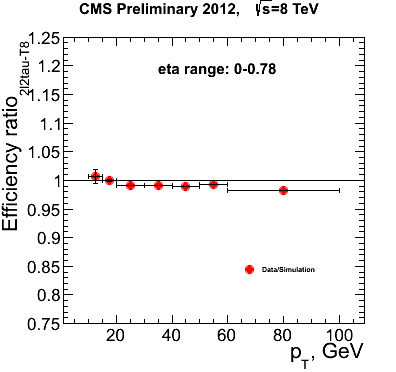 CMS Preliminary 2012, √s=8 TeV
eta range: 0-0.78
Efficiency ratio 2l2tau-T8
1.25
1.2
1.15
1.1
1.05
1
0.95
0.9
0.85
0.8
0.75
Data/Simulation
20 40 60 80 100
pT, GeV